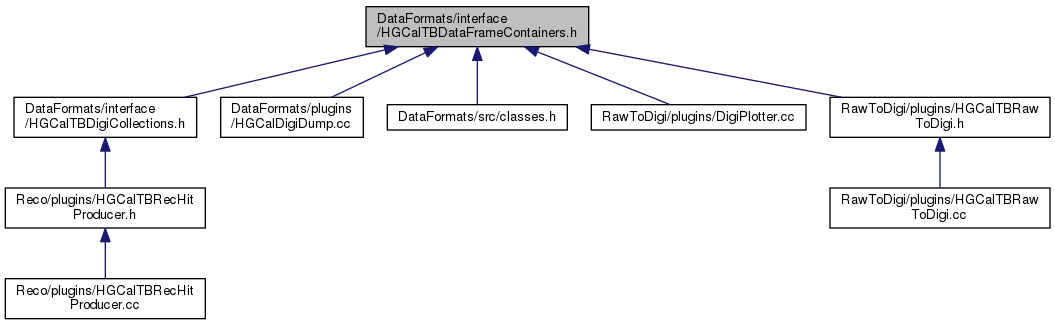 DataFormats/interface
/HGCalTBDataFrameContainers.h
DataFormats/interface
/HGCalTBDigiCollections.h
DataFormats/plugins
/HGCalDigiDump.cc
DataFormats/src/classes.h
RawToDigi/plugins/DigiPlotter.cc
RawToDigi/plugins/HGCalTBRaw
ToDigi.h
Reco/plugins/HGCalTBRecHit
Producer.h
RawToDigi/plugins/HGCalTBRaw
ToDigi.cc
Reco/plugins/HGCalTBRecHit
Producer.cc